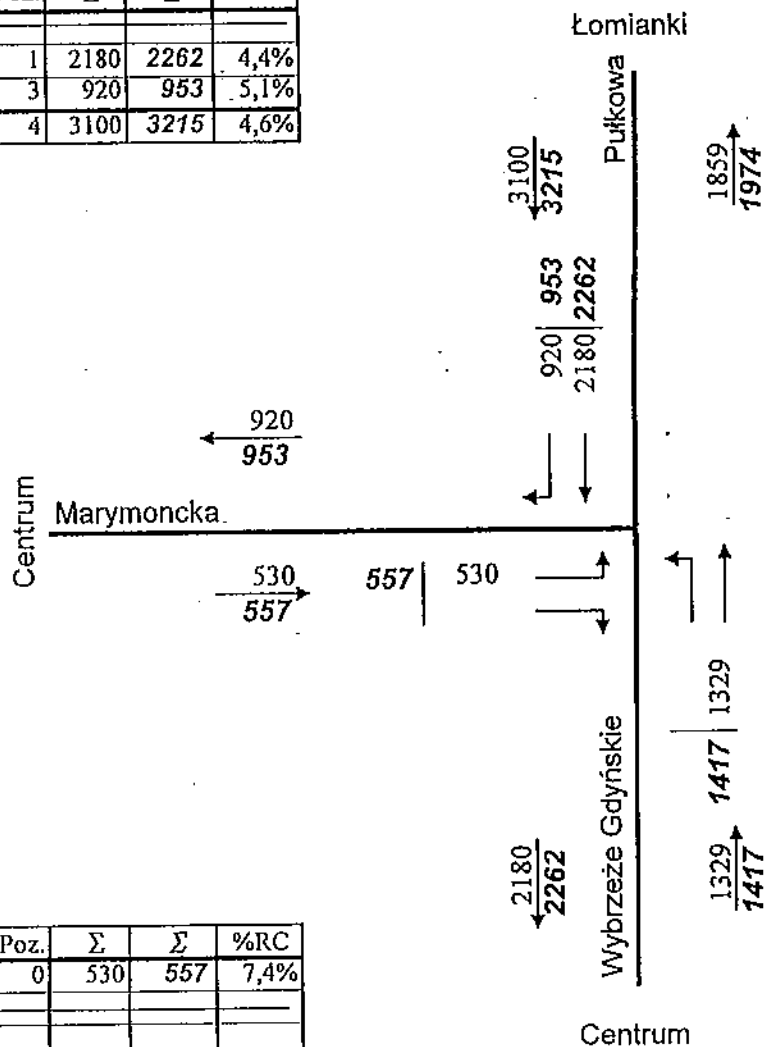 Łomianki
1 2180 2262 4,4%
3 920 953 5,1%
4 3100 3215 4,6%
Pułkowa
3100
3215
1859
1974
920 953
2180 2262
920
953
Centrum
Marymoncka
530
557
557 530
1417 1329
Wybrzeże Gdyńskie
2180
2262
1329
1417
Poz. Σ Σ %RC
0 530 557 7,4%
Centrum